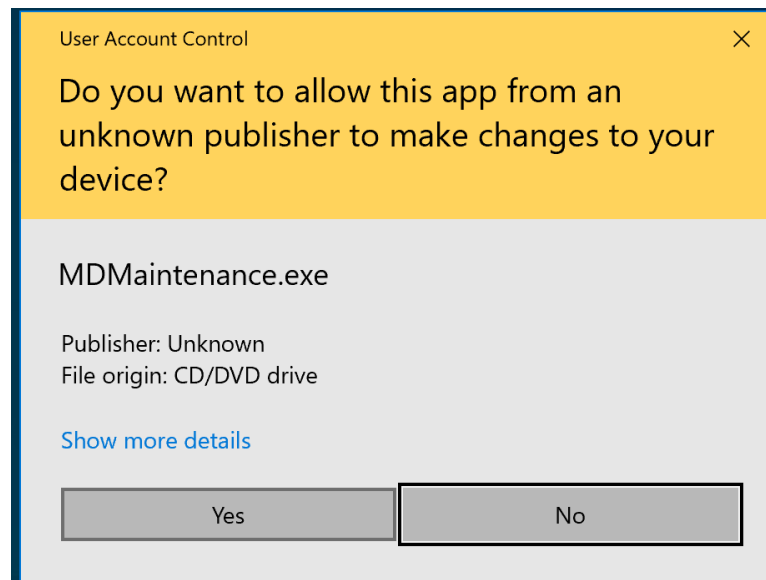 User Account Control
Do you want to allow this app from an
unknown publisher to make changes to your
device?
MDMaintenance.exe
Publisher: Unknown
File origin: CD/DVD drive
Show more details
Yes
No